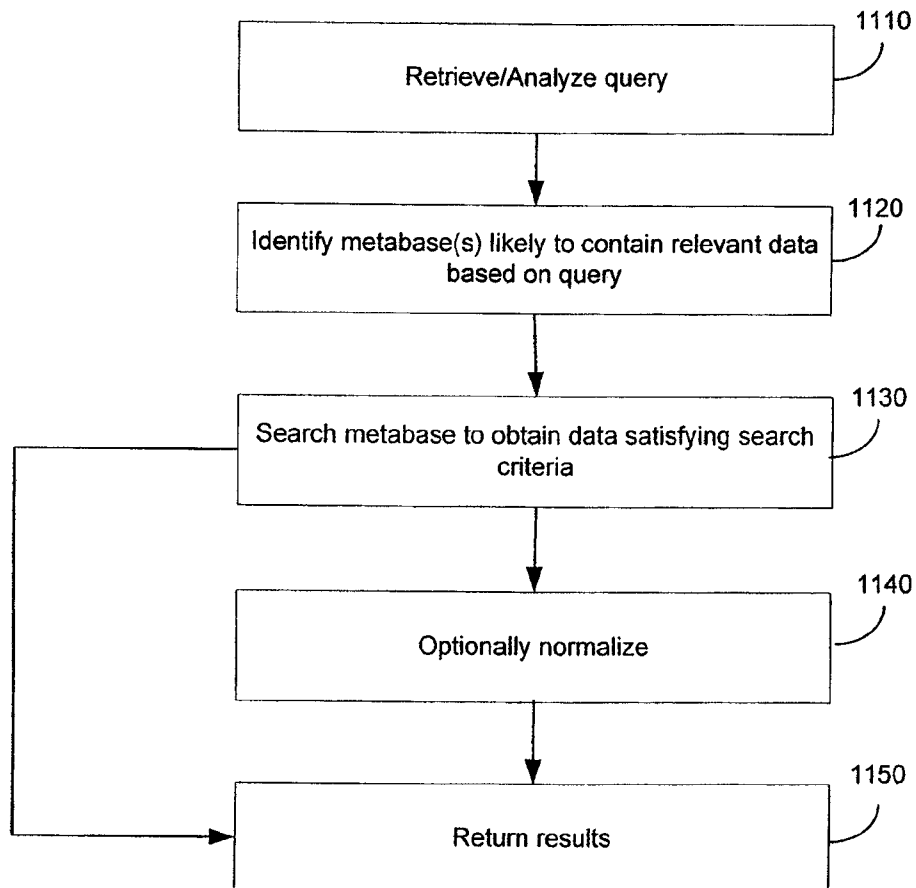 1110
Retrieve/Analyze query
1120
Identify metabase(s) likely to contain relevant data
based on query
1130
Search metabase to obtain data satisfying search
criteria
1140
Optionally normalize
1150
Return results